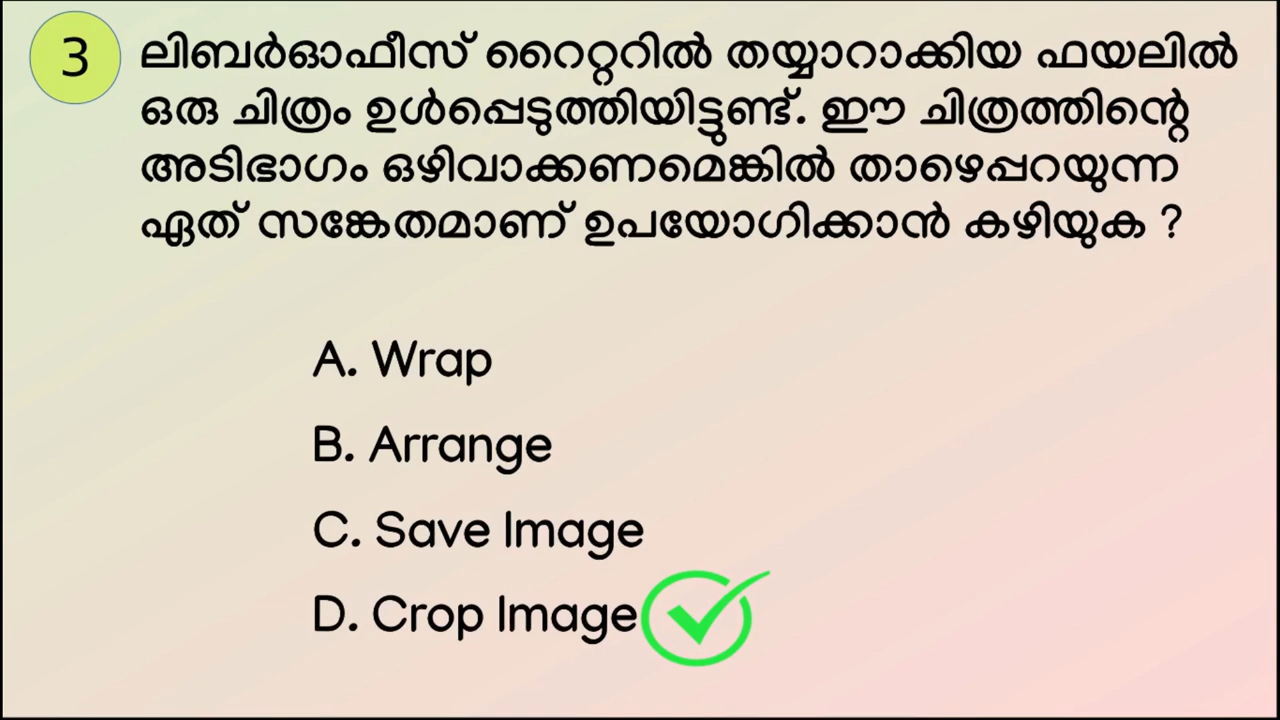 3
ലിബർഓഫീസ് റൈറ്ററിൽ തയ്യാറാക്കിയ ഫയലിൽ
ഒരു ചിത്രം ഉൾപ്പെടുത്തിയിട്ടുണ്ട്. ഈ ചിത്രത്തിന്റെ
അടിഭാഗം ഒഴിവാക്കണമെങ്കിൽ താഴെപ്പറയുന്ന
ഏത് സങ്കേതമാണ് ഉപയോഗിക്കാൻ കഴിയുക ?
A. Wrap
B. Arrange
C. Save Image
D. Crop Image